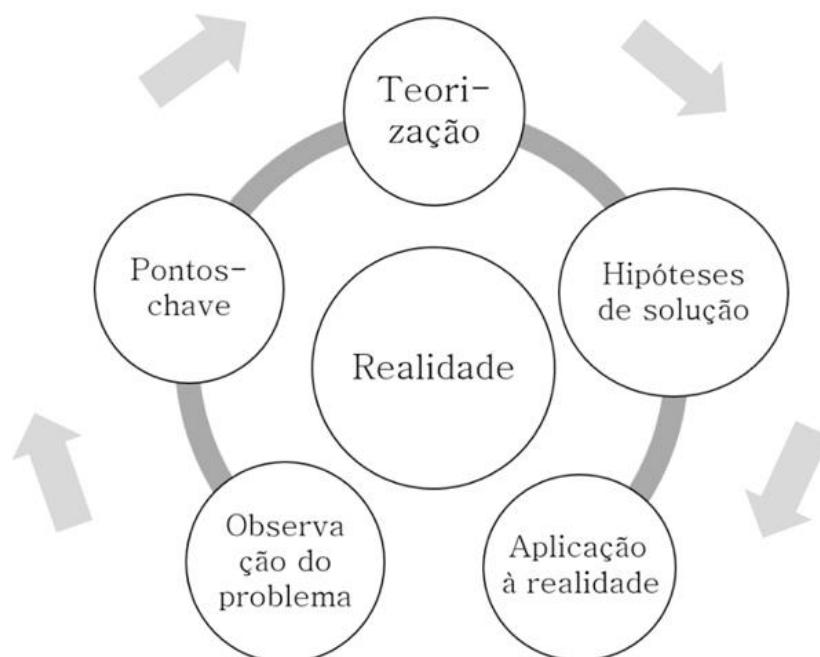 Teori-
zação
Pontos-
chave
Hipóteses
de solução
Realidade
Observa
ção do
problema
Aplicação
à realidade